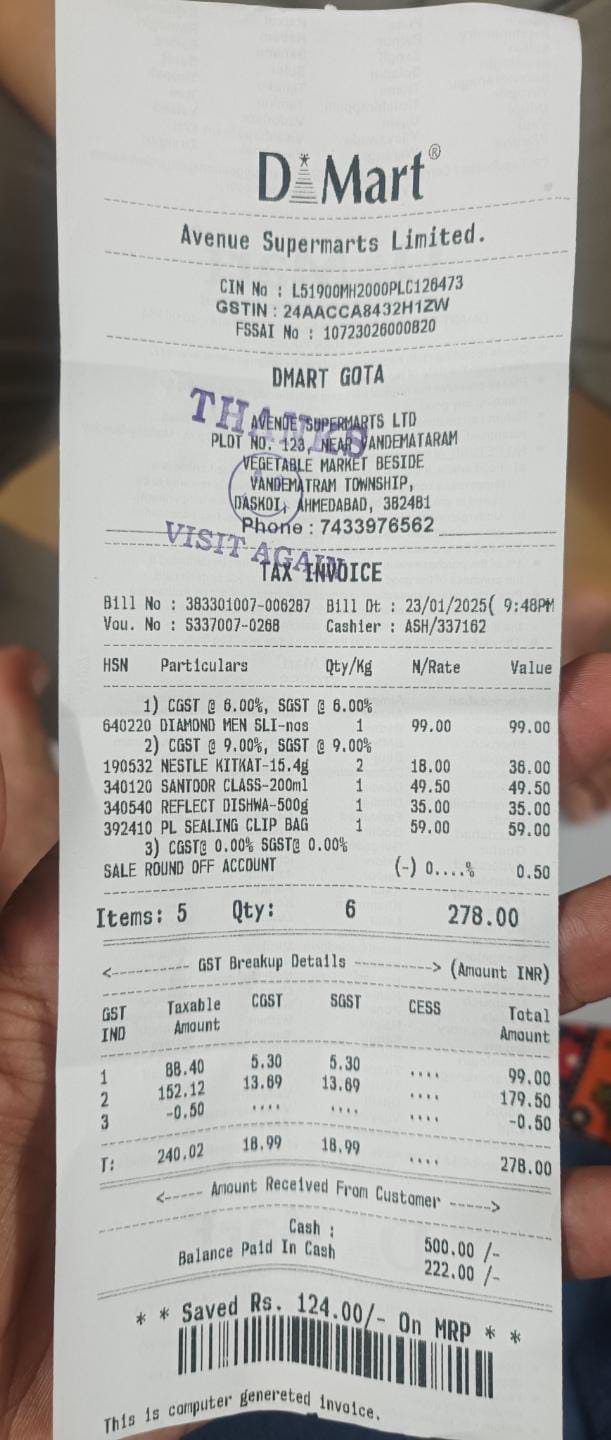 D Mart®
Avenue Supermarts Limited.
CIN No : L51900MH2000PLC126473
GSTIN : 24AACCA8432H1ZW
FSSAI No : 10723026000820
DMART GOTA
THANKS
AVENUE SUPERMARTS LTD
PLOT NO. 123, NEAR VANDEMATARAM
VEGETABLE MARKET BESIDE
VANDEMATRAM TOWNSHIP,
DASKOI, AHMEDABAD, 382481
Phone : 7433976562
VISIT AGAIN
TAX INVOICE
Bill No : 383301007-006287 Bill Dt : 23/01/2025( 9:48PM
Vou. No : S337007-0268 Cashier : ASH/337162
HSN Particulars Qty/Kg N/Rate Value
1) CGST @ 6.00%, SGST @ 6.00%
640220 DIAMOND MEN SLI-nos 1 99.00 99.00
2) CGST @ 9.00%, SGST @ 9.00%
190532 NESTLE KITKAT-15.4g 2 18.00 36.00
340120 SANTOOR CLASS-200ml 1 49.50 49.50
340540 REFLECT DISHWA-500g 1 35.00 35.00
392410 PL SEALING CLIP BAG 1 59.00 59.00
3) CGST@ 0.00% SGST@ 0.00%
SALE ROUND OFF ACCOUNT (-) 0....% 0.50
Items: 5 Qty: 6 278.00
<---------- GST Breakup Details ----------> (Amount INR)
GST Taxable CGST SGST CESS Total
IND Amount Amount
1 88.40 5.30 5.30 .... 99.00
2 152.12 13.69 13.69 .... 179.50
3 -0.50 .... .... .... -0.50
T: 240.02 18.99 18.99 .... 278.00
<----- Amount Received From Customer ----->
Cash : 500.00 /-
Balance Paid In Cash 222.00 /-
* * Saved Rs. 124.00/- On MRP * *
This is computer genereted invoice.